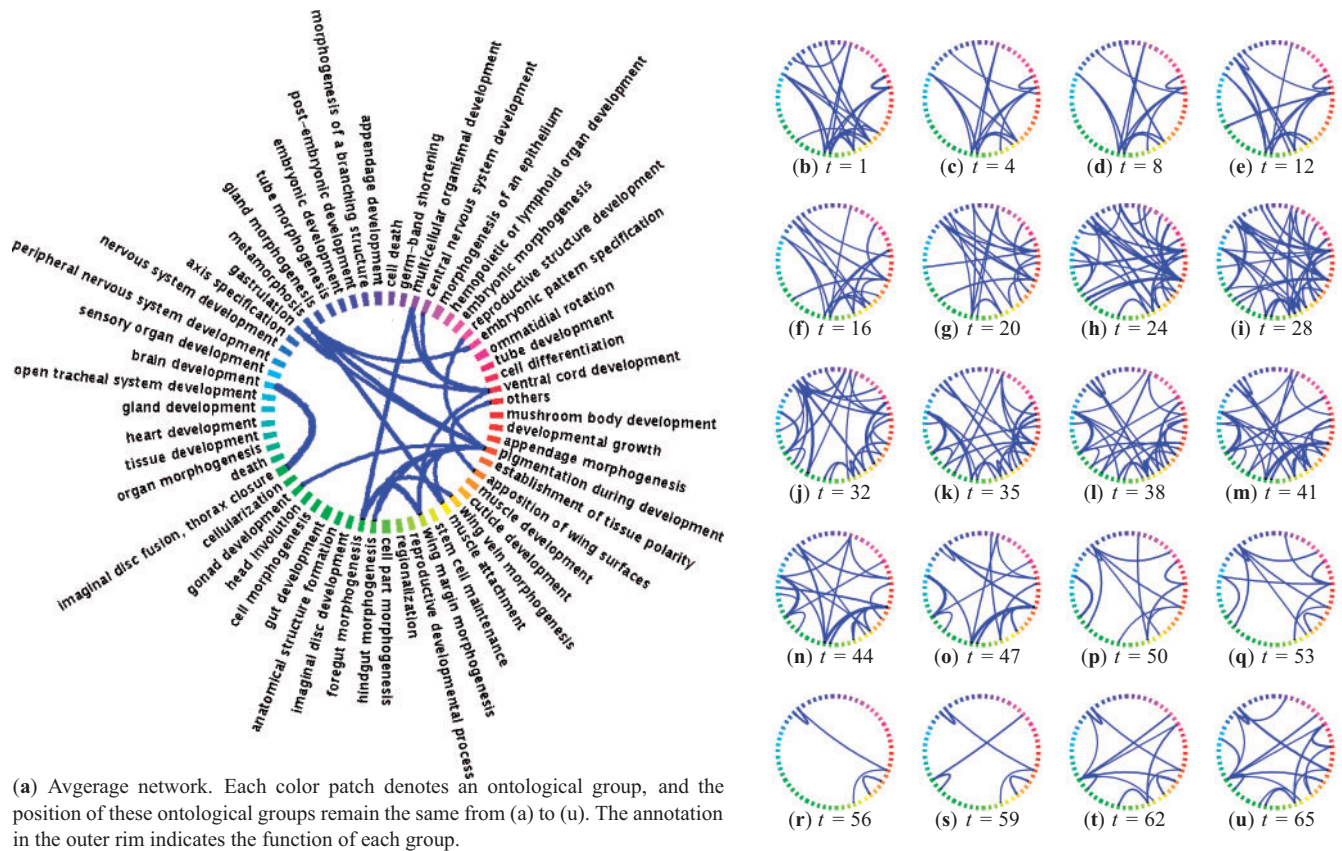 morphogenesis of a branching structure
post-embryonic development
embryonic development
tube morphogenesis
gland morphogenesis
metamorphosis
gastrulation
axis specification
nervous system development
peripheral nervous system development
sensory organ development
brain development
open tracheal system development
gland development
heart development
tissue development
organ morphogenesis
death
imaginal disc fusion, thorax closure
cellularization
gonad development
head involution
cell morphogenesis
gut development
anatomical structure formation
imaginal disc development
foregut morphogenesis
hindgut morphogenesis
cell part morphogenesis
regionalization
reproductive developmental process
wing margin morphogenesis
stem cell maintenance
muscle attachment
wing vein morphogenesis
cuticle development
muscle development
apposition of wing surfaces
establishment of tissue polarity
pigmentation during development
appendage morphogenesis
developmental growth
mushroom body development
others
ventral cord development
cell differentiation
tube development
ommatidial rotation
embryonic pattern specification
reproductive structure development
embryonic morphogenesis
hemopoietic or lymphoid organ development
morphogenesis of an epithelium
central nervous system development
multicellular organismal development
germ-band shortening
cell death
appendage development
(a) Avgerage network. Each color patch denotes an ontological group, and the
position of these ontological groups remain the same from (a) to (u). The annotation
in the outer rim indicates the function of each group.
(b) t = 1
(c) t = 4
(d) t = 8
(e) t = 12
(f) t = 16
(g) t = 20
(h) t = 24
(i) t = 28
(j) t = 32
(k) t = 35
(l) t = 38
(m) t = 41
(n) t = 44
(o) t = 47
(p) t = 50
(q) t = 53
(r) t = 56
(s) t = 59
(t) t = 62
(u) t = 65